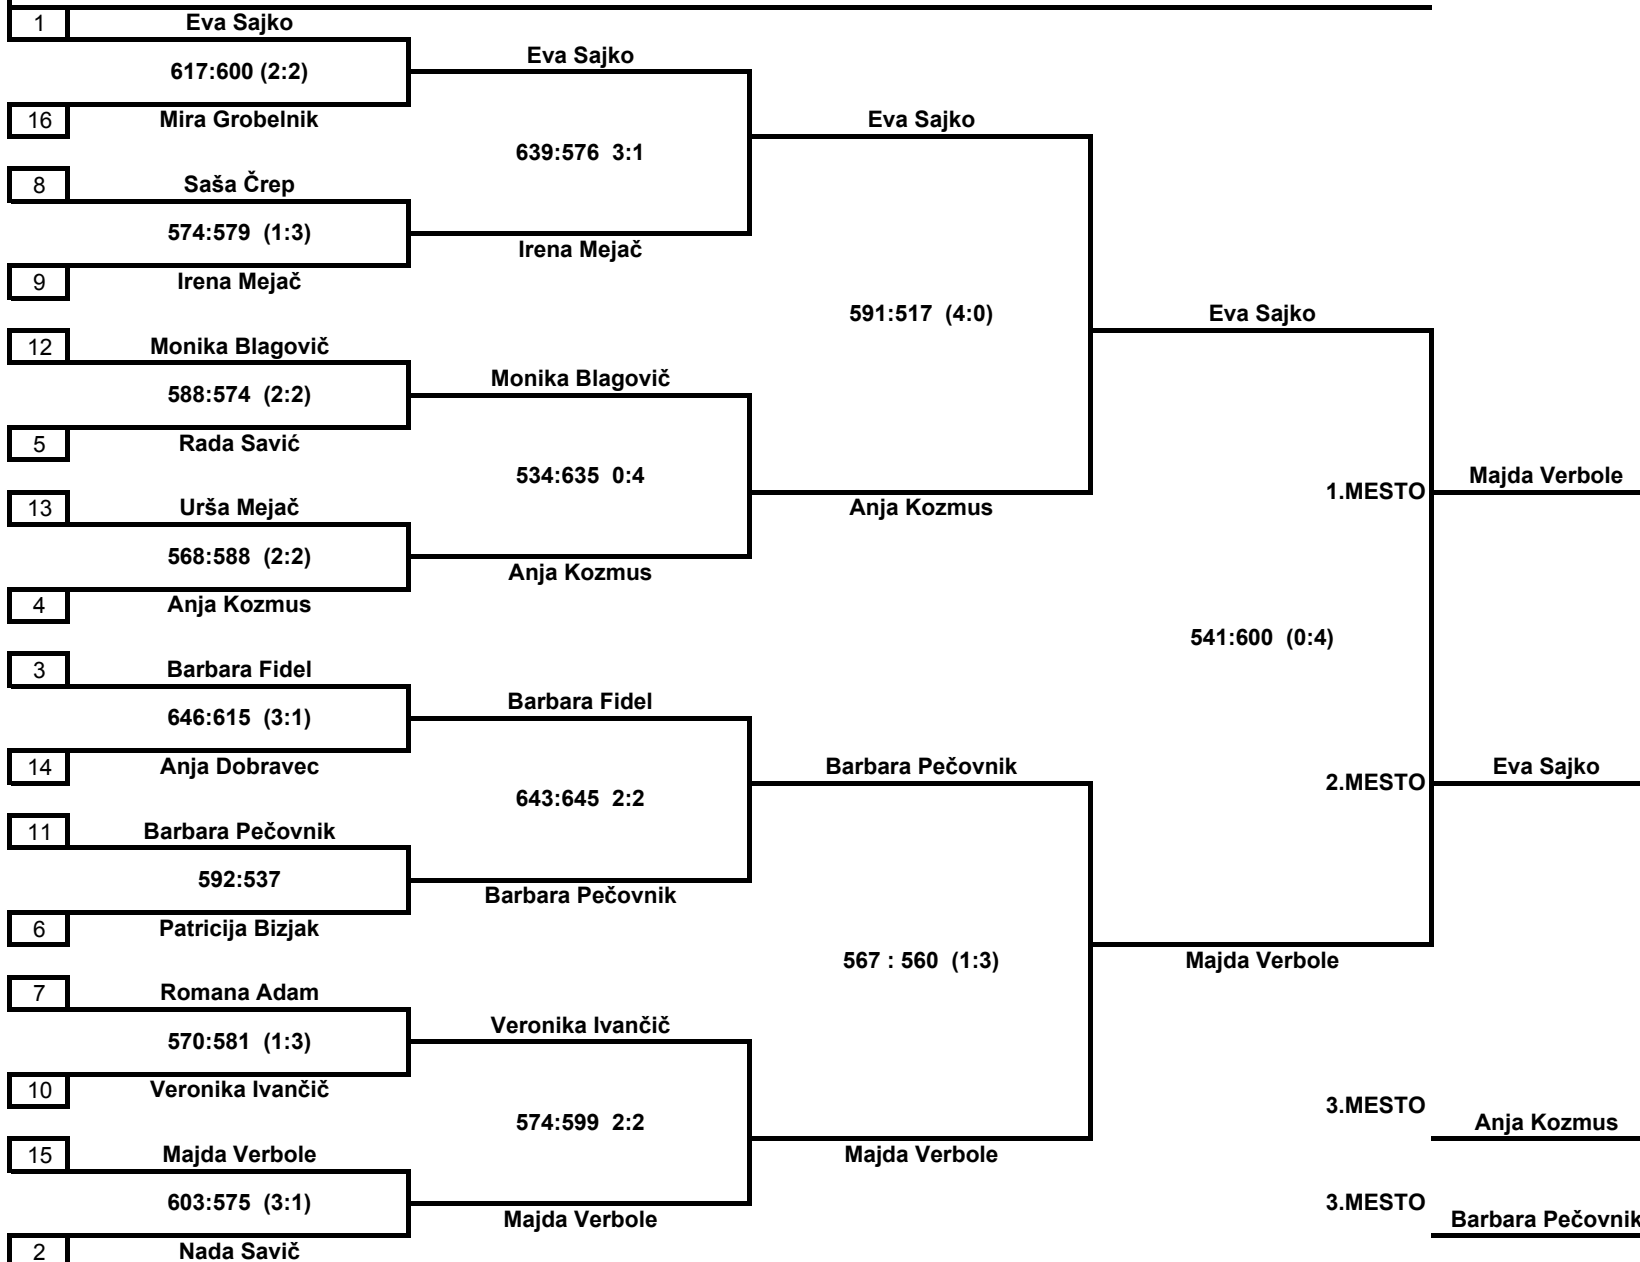 1 Eva Sajko
617:600 (2:2)
16 Mira Grobelnik
8 Saša Črep
574:579 (1:3)
9 Irena Mejač
12 Monika Blagovič
588:574 (2:2)
5 Rada Savić
13 Urša Mejač
568:588 (2:2)
4 Anja Kozmus
3 Barbara Fidel
646:615 (3:1)
14 Anja Dobravec
11 Barbara Pečovnik
592:537
6 Patricija Bizjak
7 Romana Adam
570:581 (1:3)
10 Veronika Ivančič
15 Majda Verbole
603:575 (3:1)
2 Nada Savič
Eva Sajko
639:576 3:1
Irena Mejač
Monika Blagovič
534:635 0:4
Anja Kozmus
Barbara Fidel
643:645 2:2
Barbara Pečovnik
Veronika Ivančič
574:599 2:2
Majda Verbole
Eva Sajko
591:517 (4:0)
Anja Kozmus
Barbara Pečovnik
567 : 560 (1:3)
Majda Verbole
Eva Sajko
541:600 (0:4)
Majda Verbole
1.MESTO Majda Verbole
2.MESTO Eva Sajko
3.MESTO Anja Kozmus
3.MESTO Barbara Pečovnik